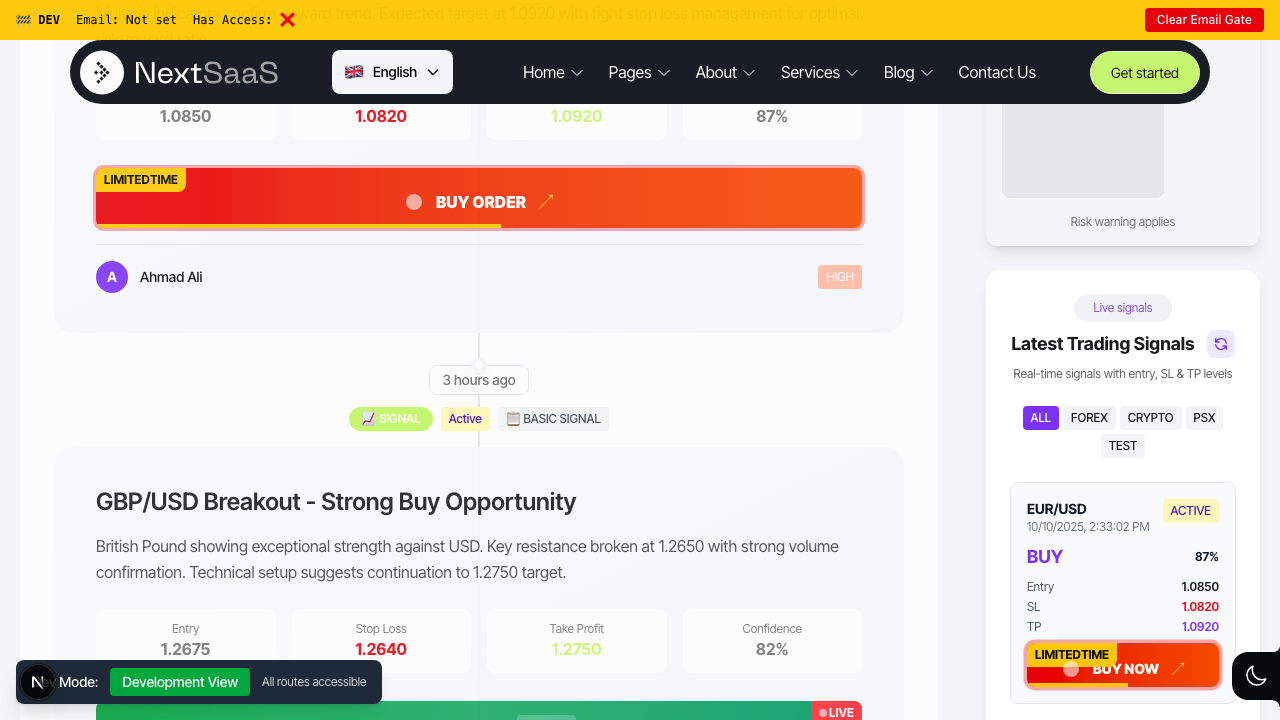 DEV Email: Not set Has Access: ❌
Clear Email Gate
NextSaaS
English
Home
Pages
About
Services
Blog
Contact Us
Get started
1.0850
1.0820
1.0920
87%
LIMITEDTIME
BUY ORDER
A
Ahmad Ali
HIGH
3 hours ago
SIGNAL
Active
BASIC SIGNAL
GBP/USD Breakout - Strong Buy Opportunity
British Pound showing exceptional strength against USD. Key resistance broken at 1.2650 with strong volume
confirmation. Technical setup suggests continuation to 1.2750 target.
Entry
1.2675
Stop Loss
1.2640
Take Profit
1.2750
Confidence
82%
LIVE
N
Mode:
Development View
All routes accessible
Risk warning applies
Live signals
Latest Trading Signals
Real-time signals with entry, SL & TP levels
ALL
FOREX
CRYPTO
PSX
TEST
EUR/USD
ACTIVE
10/10/2025, 2:33:02 PM
BUY
87%
Entry
1.0850
SL
1.0820
TP
1.0920
LIMITEDTIME
BUY NOW